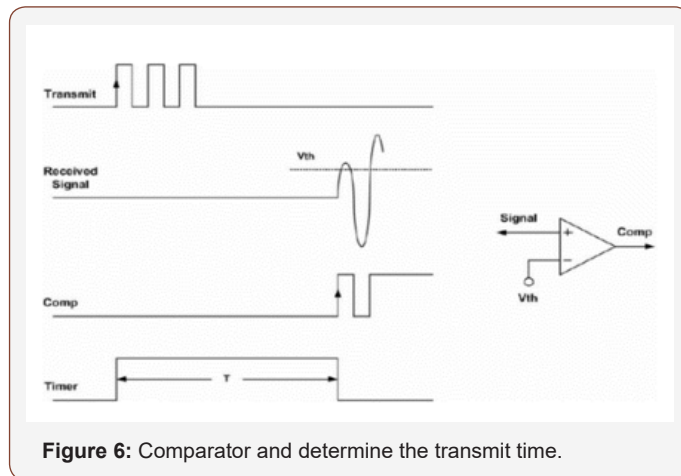 Transmit
Vth
Received
Signal
Signal
Comp
+
−
Vth
Comp
T
Timer
Figure 6: Comparator and determine the transmit time.